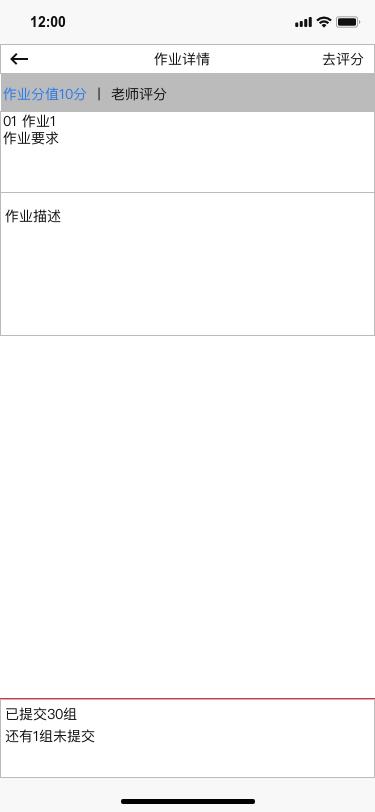 12:00
作业详情 去评分
作业分值10分 | 老师评分
01 作业1
作业要求
作业描述
已提交30组
还有1组未提交